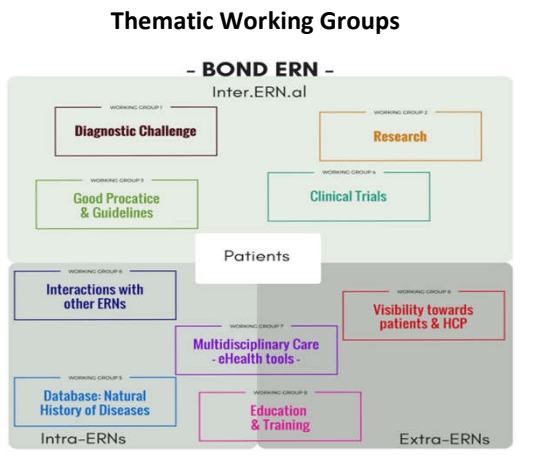 Thematic Working Groups
– BOND ERN –
Inter.ERN.al
WORKING GROUP 1
Diagnostic Challenge
WORKING GROUP 2
Research
WORKING GROUP 3
Good Procatice
& Guidelines
WORKING GROUP 4
Clinical Trials
Patients
WORKING GROUP 6
Interactions with
other ERNs
WORKING GROUP 9
Visibility towards
patients & HCP
WORKING GROUP 7
Multidisciplinary Care
- eHealth tools -
WORKING GROUP 5
Database: Natural
History of Diseases
WORKING GROUP 8
Education
& Training
Intra-ERNs
Extra-ERNs